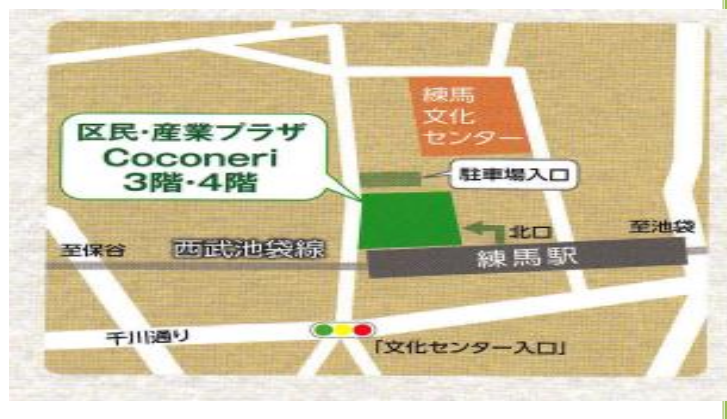 練馬
文化
センター
区民・産業プラザ
Coconeri
3階・4階
駐車場入口
北口
至池袋
至保谷
西武池袋線
練馬駅
千川通り
「文化センター入口」